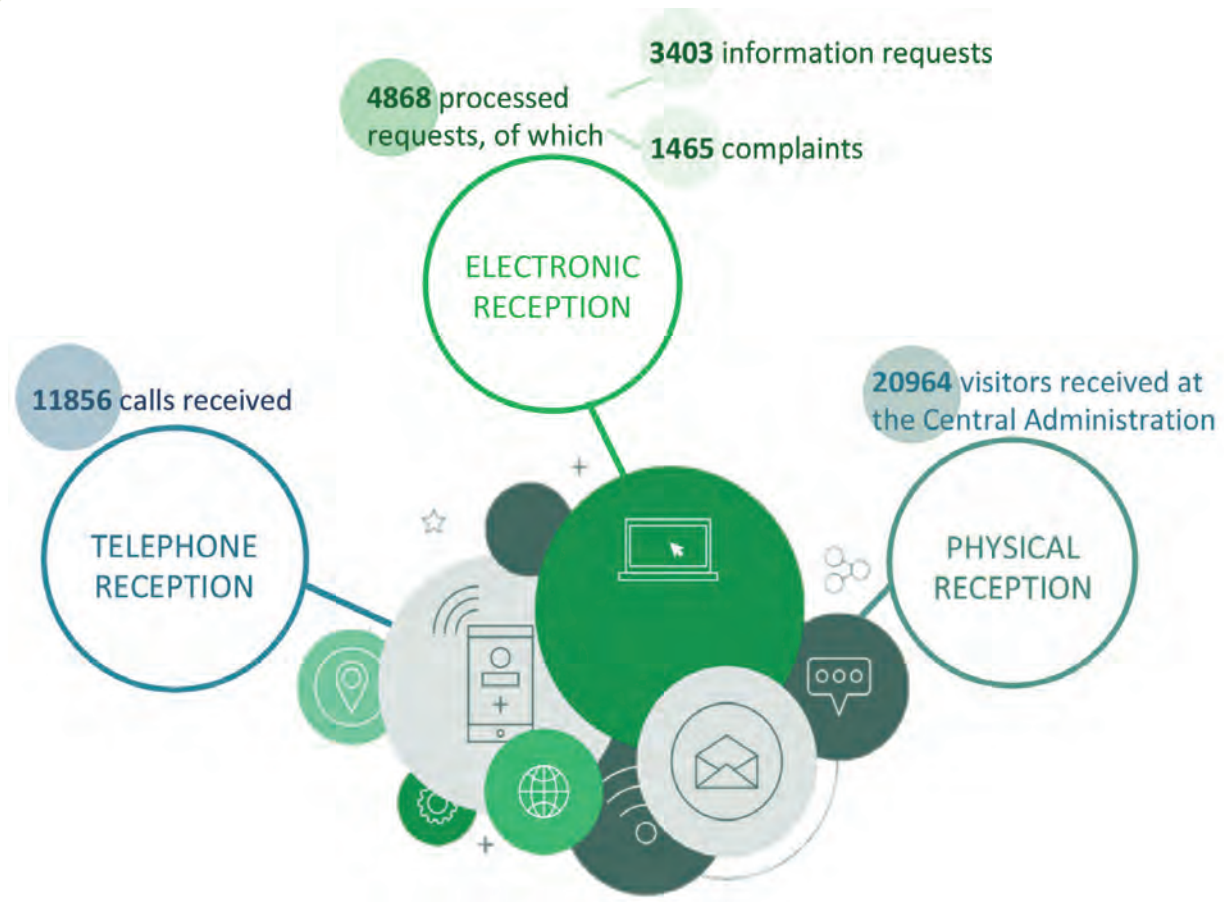 3403 information requests
4868 processed
requests, of which
1465 complaints
ELECTRONIC
RECEPTION
11856 calls received
20964 visitors received at
the Central Administration
TELEPHONE
RECEPTION
PHYSICAL
RECEPTION